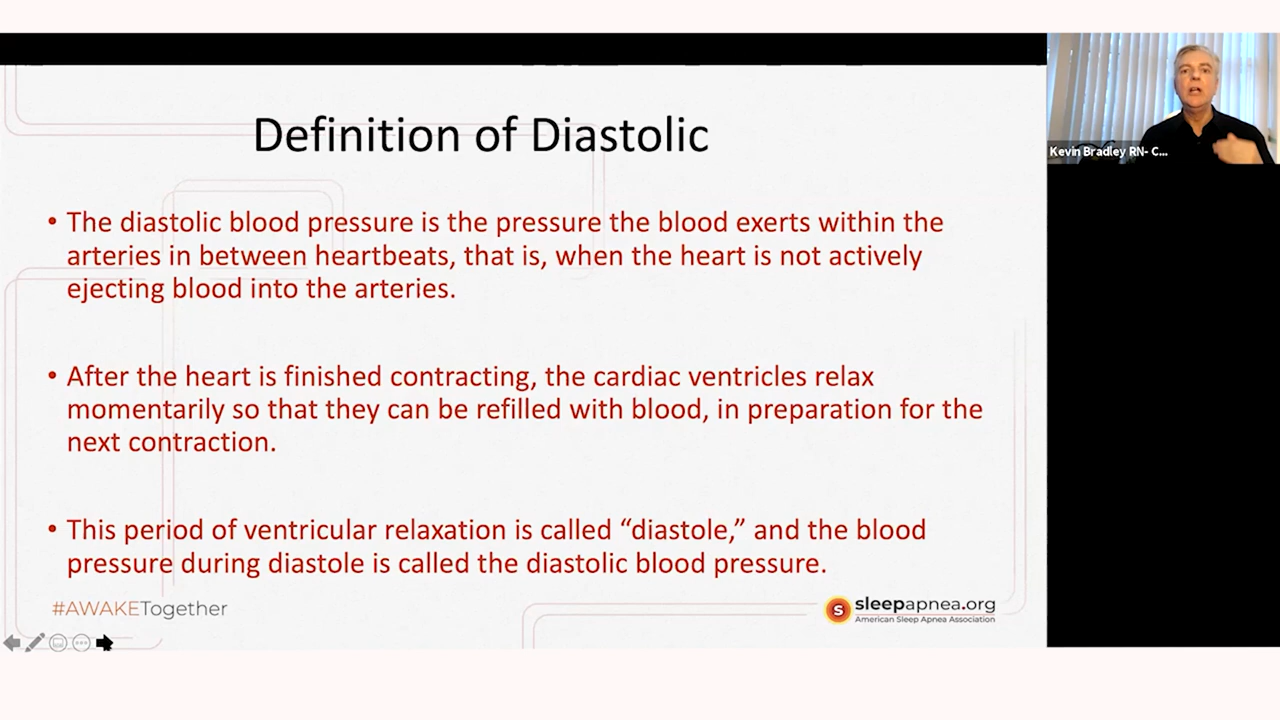 Definition of Diastolic
• The diastolic blood pressure is the pressure the blood exerts within the
arteries in between heartbeats, that is, when the heart is not actively
ejecting blood into the arteries.
• After the heart is finished contracting, the cardiac ventricles relax
momentarily so that they can be refilled with blood, in preparation for the
next contraction.
• This period of ventricular relaxation is called “diastole,” and the blood
pressure during diastole is called the diastolic blood pressure.
#AWAKETogether
s sleepapnea.org
American Sleep Apnea Association
Kevin Bradley RN- C...